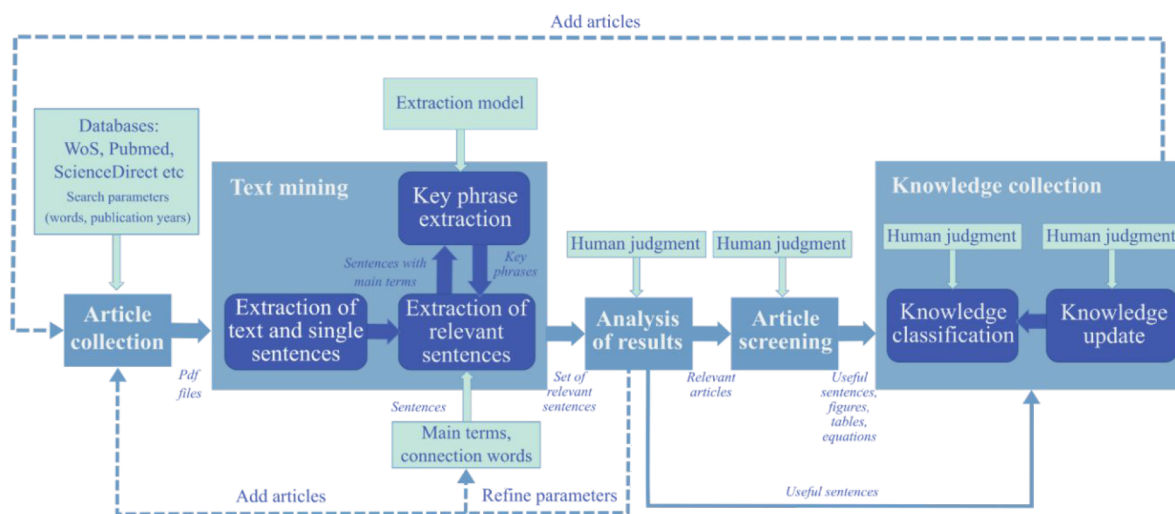 Add articles
Extraction model
Databases:
WoS, Pubmed,
ScienceDirect etc
Search parameters
(words, publication years)
Text mining
Key phrase
extraction
Knowledge collection
Human judgment
Human judgment
Human judgment
Human judgment
Sentences with
main terms
Key
phrases
Article
collection
Extraction of
text and single
sentences
Extraction of
relevant
sentences
Analysis
of results
Article
screening
Knowledge
classification
Knowledge
update
Pdf
files
Sentences
Set of
relevant
sentences
Relevant
articles
Useful
sentences,
figures,
tables,
equations
Main terms,
connection words
Add articles
Refine parameters
Useful sentences